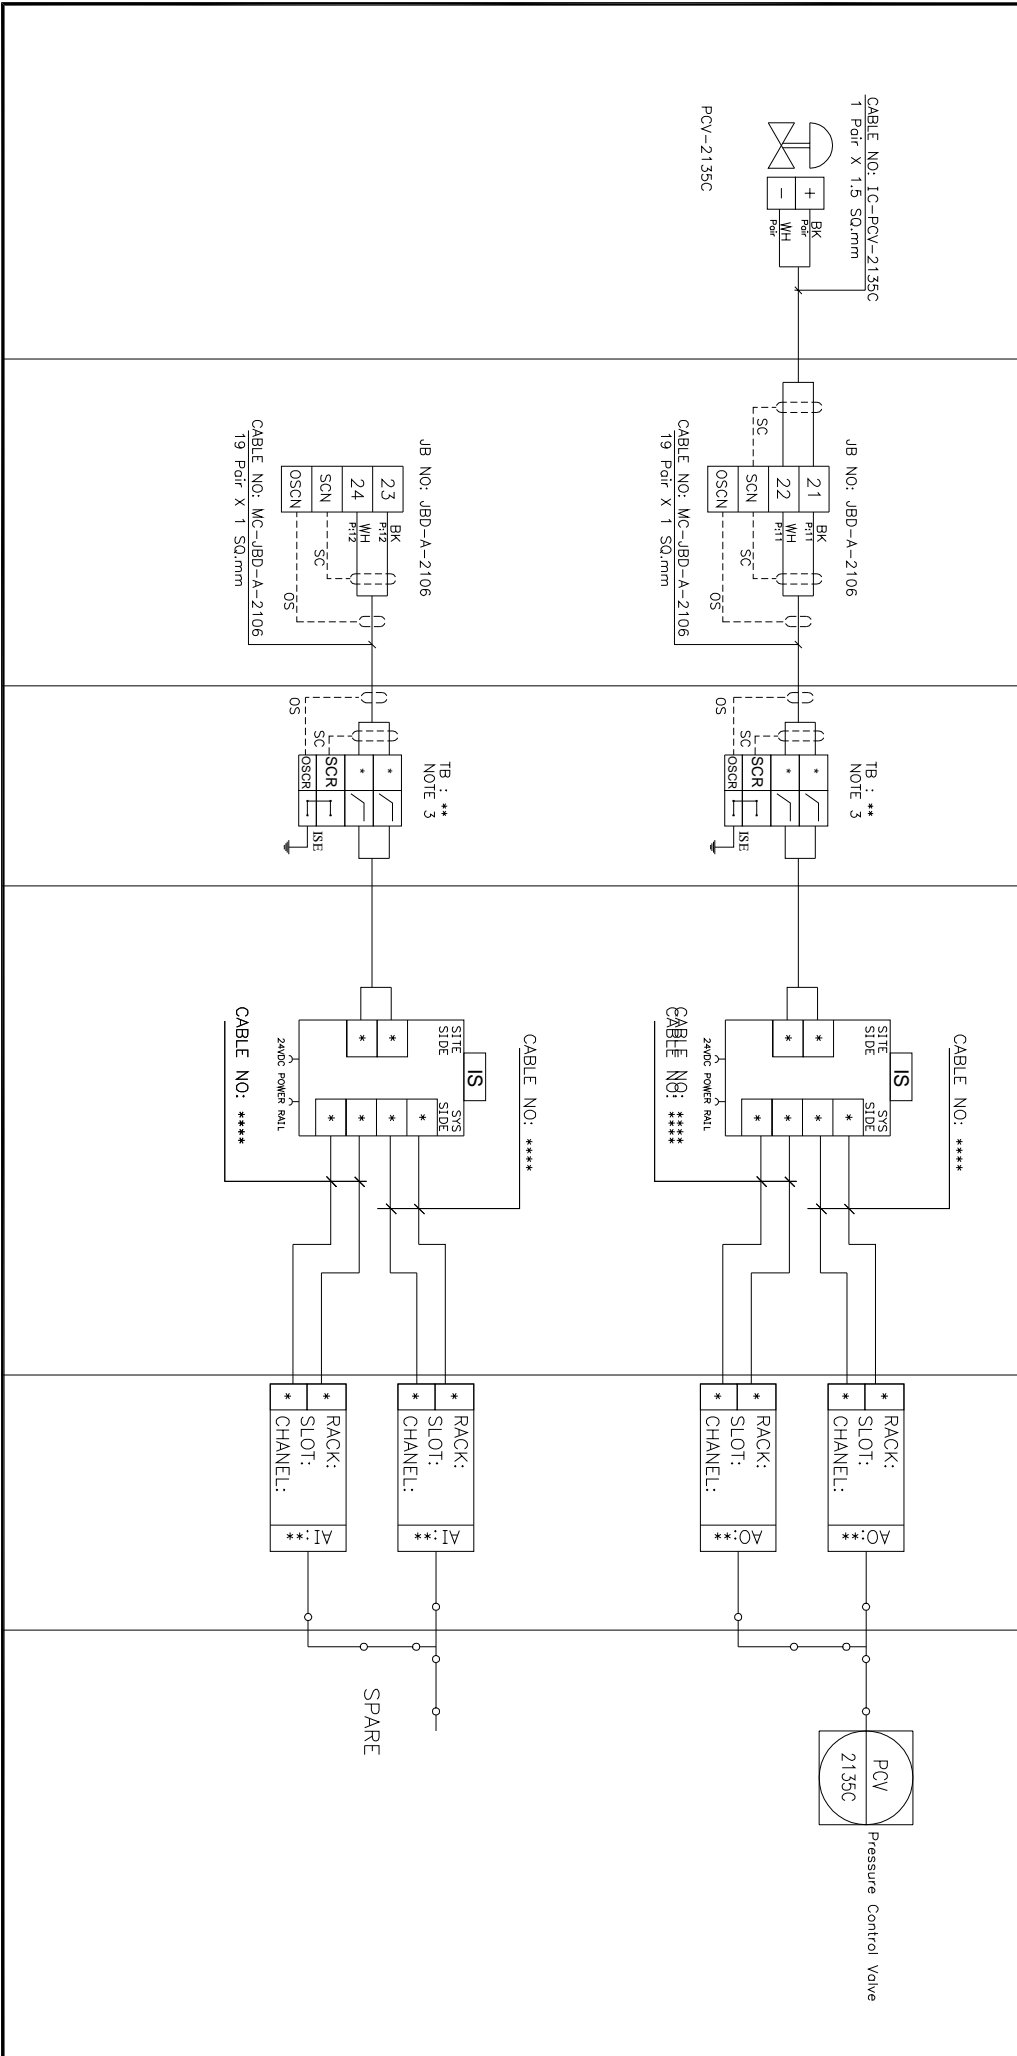 CABLE NO: IC-PCV-2135C
1 Pair X 1.5 SQ.mm
+
-
BK
Pair
WH
Pair
PCV-2135C
JB NO: JBD-A-2106
SC
21
22
SCN
OSCN
BK
P:11
WH
P:11
SC
OS
CABLE NO: MC-JBD-A-2106
19 Pair X 1 SQ.mm
TB : **
NOTE 3
OS
SC
*
*
SCR
OSCR
ISE
CABLE NO: ****
IS
SITE
SIDE
SYS
SIDE
*
*
*
*
*
*
24VDC POWER RAIL
CABLE NO: ****
CABLE NO: ****
*
*
RACK:
SLOT:
CHANEL:
AO:**
*
*
RACK:
SLOT:
CHANEL:
AO:**
PCV
2135C
Pressure Control Valve
JB NO: JBD-A-2106
23
24
SCN
OSCN
BK
P:12
WH
P:12
SC
OS
CABLE NO: MC-JBD-A-2106
19 Pair X 1 SQ.mm
TB : **
NOTE 3
OS
SC
*
*
SCR
OSCR
ISE
CABLE NO: ****
IS
SITE
SIDE
SYS
SIDE
*
*
*
*
*
*
24VDC POWER RAIL
CABLE NO: ****
*
*
RACK:
SLOT:
CHANEL:
AI:**
*
*
RACK:
SLOT:
CHANEL:
AI:**
SPARE